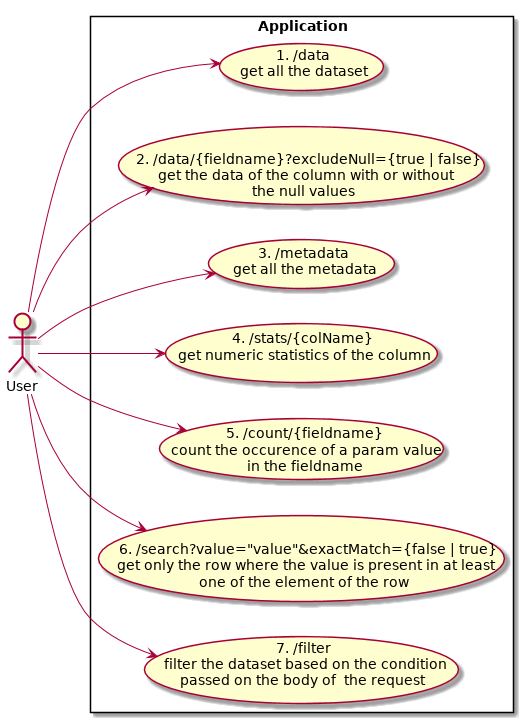 Application
1. /data
get all the dataset
2. /data/{fieldname}?excludeNull={true | false}
get the data of the column with or without
the null values
3. /metadata
get all the metadata
4. /stats/{colName}
get numeric statistics of the column
User
5. /count/{fieldname}
count the occurence of a param value
in the fieldname
6. /search?value="value"&exactMatch={false | true}
get only the row where the value is present in at least
one of the element of the row
7. /filter
filter the dataset based on the condition
passed on the body of  the request